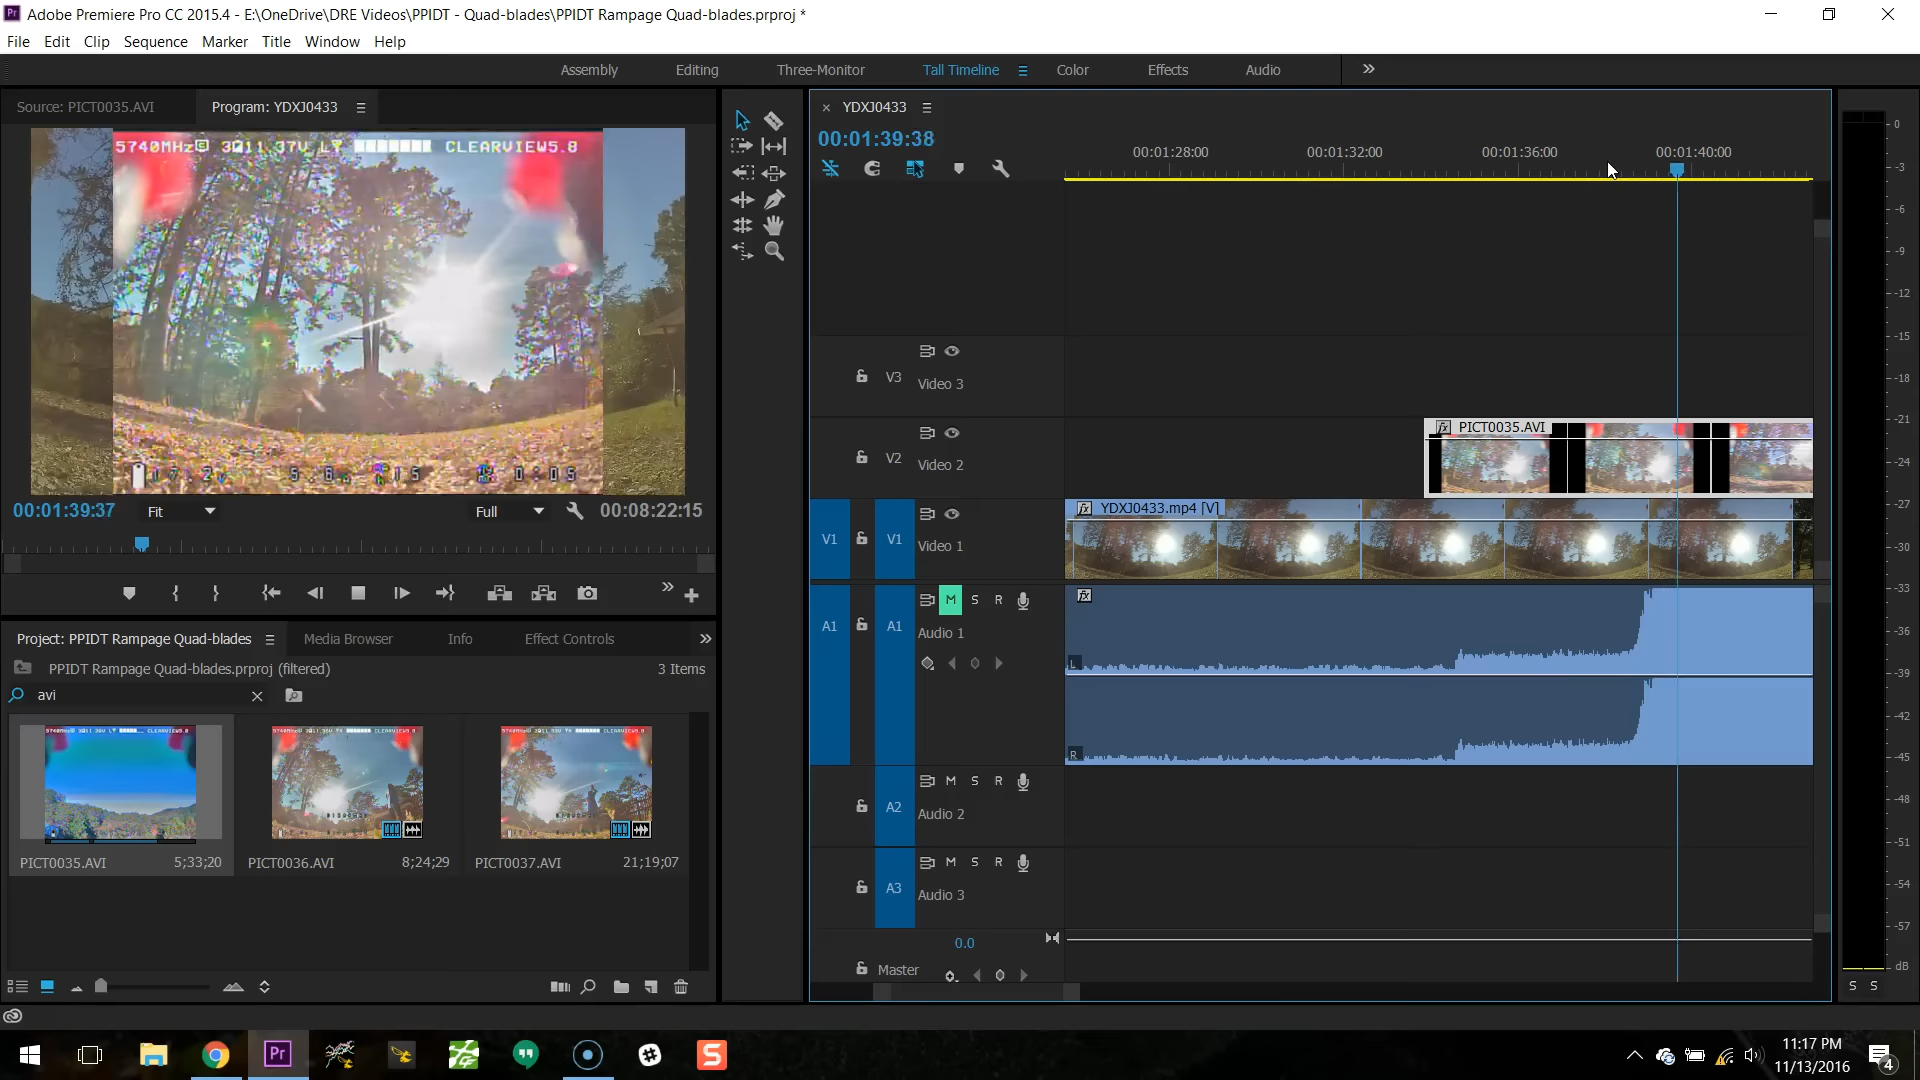 Adobe Premiere Pro CC 2015.4 - E:\OneDrive\DRE Videos\PPIDT - Quad-blades\PPIDT Rampage Quad-blades.prproj *
File Edit Clip Sequence Marker Title Window Help
Assembly Editing Three-Monitor Tall Timeline Color Effects Audio
Source: PICT0035.AVI Program: YDXJ0433
YDXJ0433
00:01:39:38
00:01:28:00 00:01:32:00 00:01:36:00 00:01:40:00
CLEARVIEW5.8
V3 Video 3
V2 Video 2
PICT0035.AVI
V1 V1 Video 1
YDXJ0433.mp4 [V]
00:01:39:37 Fit Full 00:08:22:15
A1 A1 M S R
Audio 1
L
R
A2 M S R
Audio 2
A3 M S R
Audio 3
0.0
Master
Project: PPIDT Rampage Quad-blades Media Browser Info Effect Controls
PPIDT Rampage Quad-blades.prproj (filtered) 3 Items
avi
PICT0035.AVI 5;33;20
PICT0036.AVI 8;24;29
PICT0037.AVI 21;19;07
0
-3
-6
-9
-12
-15
-18
-21
-24
-27
-30
-33
-36
-39
-42
-45
-48
-51
-54
-57
dB
S S
11:17 PM
11/13/2016
4